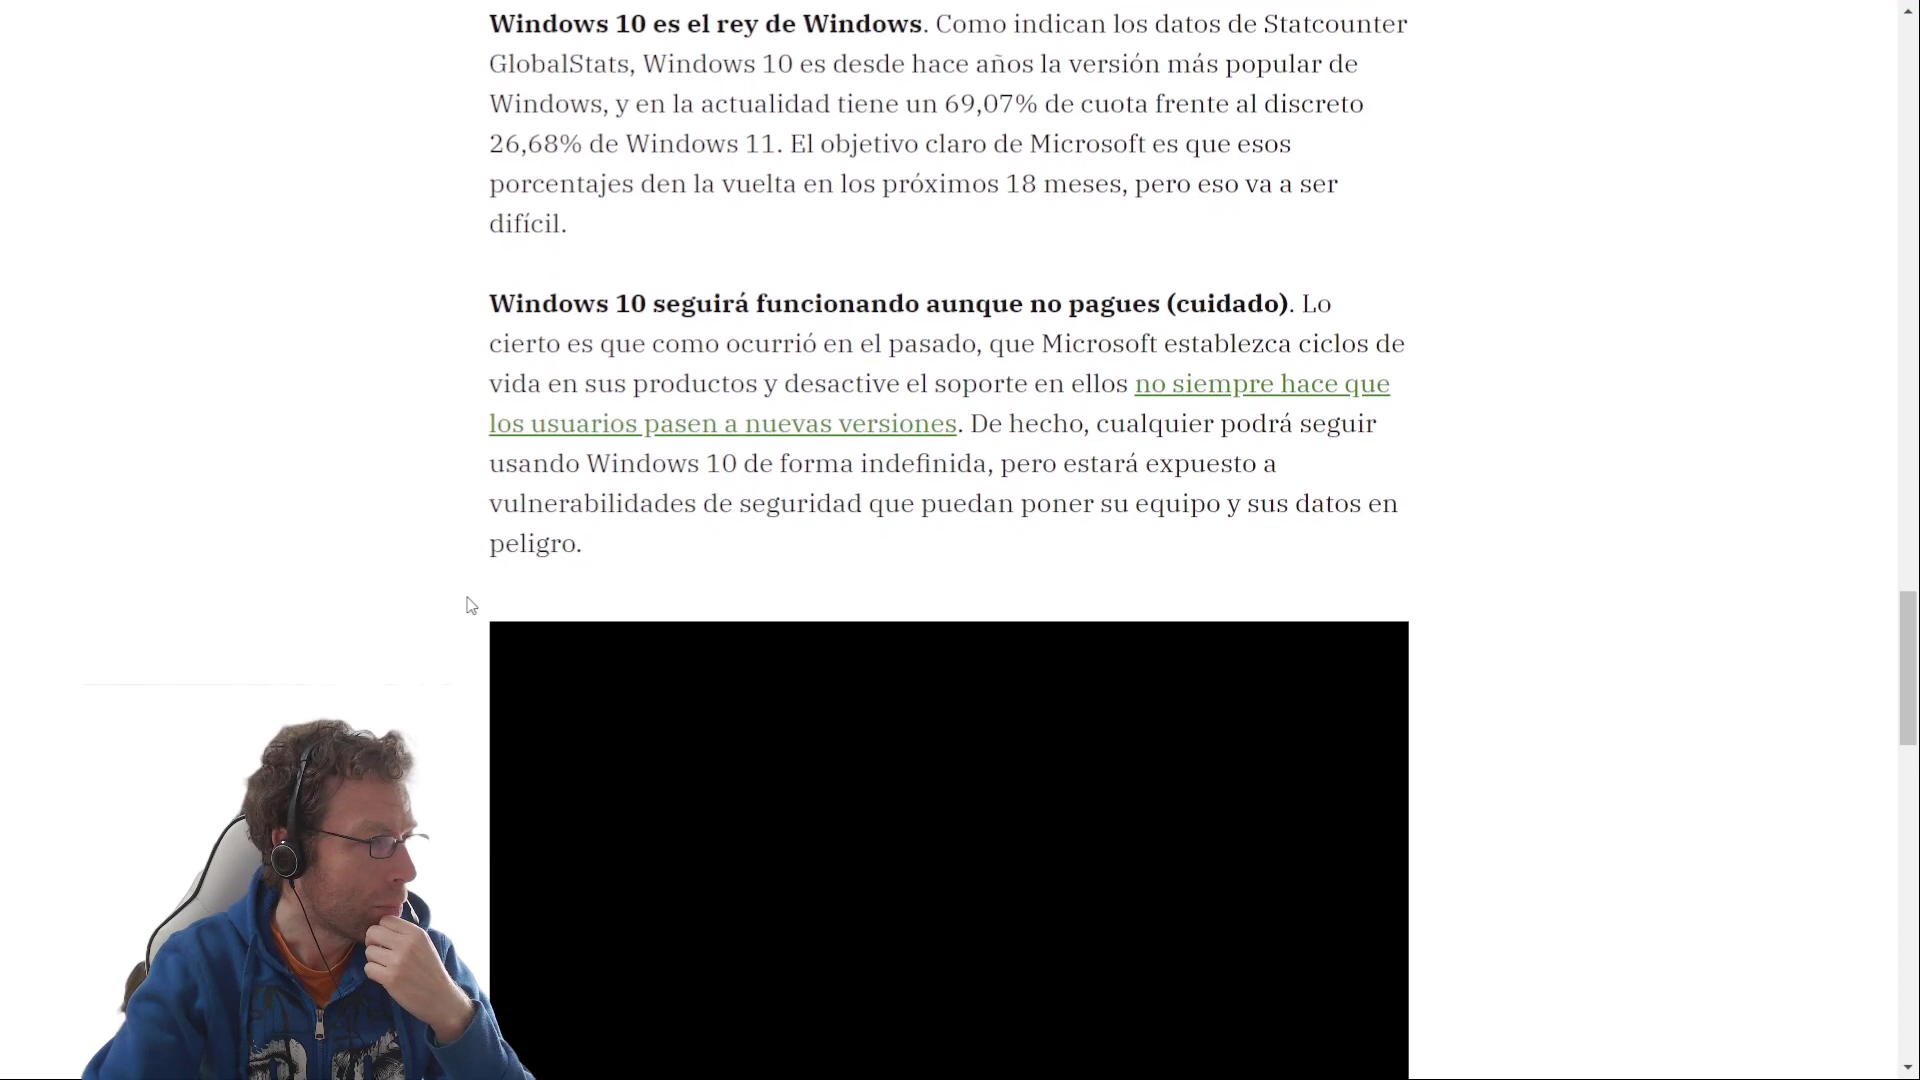 Windows 10 es el rey de Windows. Como indican los datos de Statcounter
GlobalStats, Windows 10 es desde hace años la versión más popular de
Windows, y en la actualidad tiene un 69,07% de cuota frente al discreto
26,68% de Windows 11. El objetivo claro de Microsoft es que esos
porcentajes den la vuelta en los próximos 18 meses, pero eso va a ser
difícil.
Windows 10 seguirá funcionando aunque no pagues (cuidado). Lo
cierto es que como ocurrió en el pasado, que Microsoft establezca ciclos de
vida en sus productos y desactive el soporte en ellos no siempre hace que
los usuarios pasen a nuevas versiones. De hecho, cualquier podrá seguir
usando Windows 10 de forma indefinida, pero estará expuesto a
vulnerabilidades de seguridad que puedan poner su equipo y sus datos en
peligro.